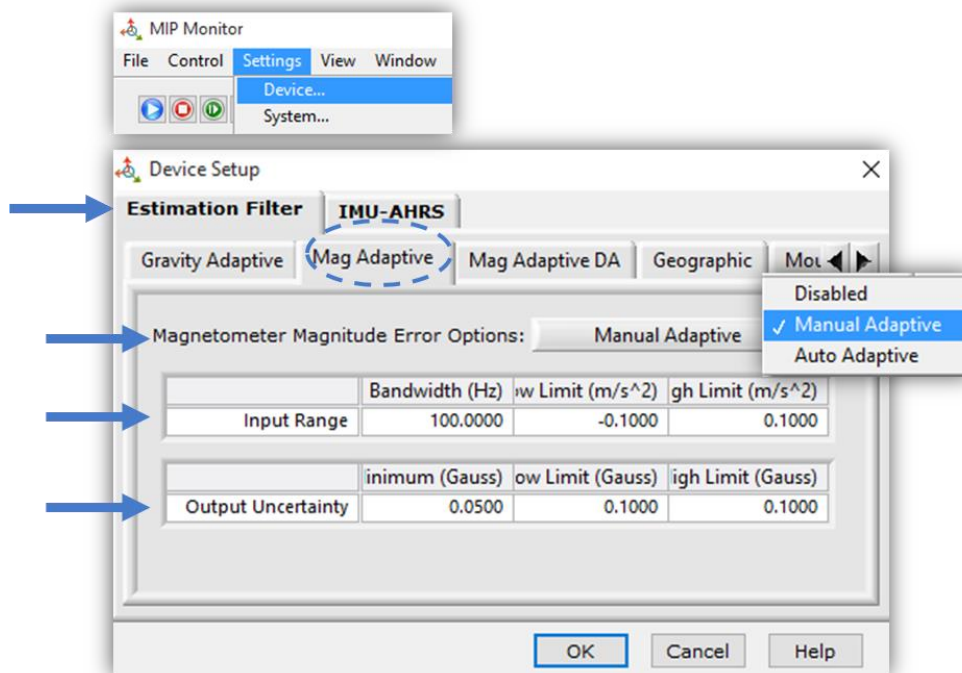 MIP Monitor
File Control Settings View Window
Device...
System...
Device Setup
Estimation Filter IMU-AHRS
Gravity Adaptive Mag Adaptive Mag Adaptive DA Geographic Mou
Disabled
Magnetometer Magnitude Error Options: Manual Adaptive ✓ Manual Adaptive
Auto Adaptive
Bandwidth (Hz) ow Limit (m/s^2) gh Limit (m/s^2)
Input Range 100.0000 -0.1000 0.1000
inimum (Gauss) ow Limit (Gauss) igh Limit (Gauss)
Output Uncertainty 0.0500 0.1000 0.1000
OK Cancel Help